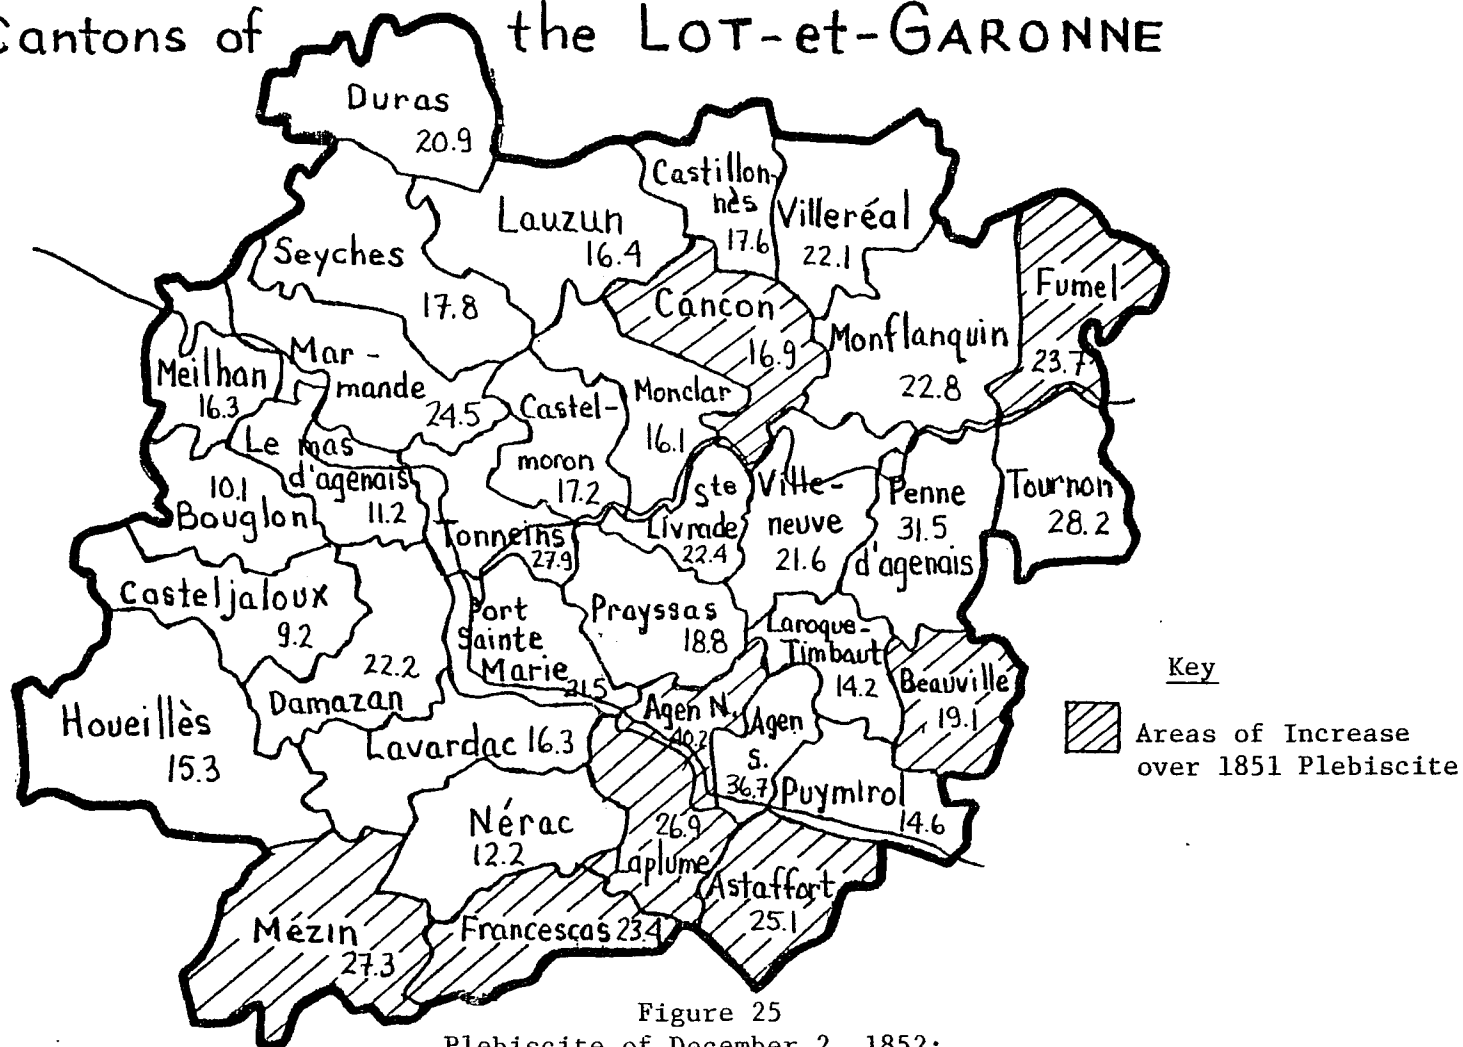 Cantons of the LOT-et-GARONNE
Duras
20.9
Castillon-
nès
17.6
Villeréal
22.1
Lauzun
16.4
Seyches
17.8
Fumel
23.7
Cancon
16.9
Monflanquin
22.8
Mar-
mande
24.5
Meilhan
16.3
Monclar
16.1
Castel-
moron
17.2
Le mas
d'agenais
11.2
10.1
Bouglon
Ste
Livrade
22.4
Ville-
neuve
21.6
Penne
31.5
d'agenais
Tournon
28.2
Tonneins
27.9
Casteljaloux
9.2
Port
Sainte
Marie
21.5
Prayssas
18.8
Laroque-
Timbaut
14.2
Beauville
19.1
22.2
Damazan
Houeillès
15.3
Agen N.
40.2
Agen
S.
36.7
Lavardac 16.3
Puymirol
14.6
Nérac
12.2
26.9
Laplume
Astaffort
25.1
Mézin
27.3
Francescas 23.4
Key
Areas of Increase
over 1851 Plebiscite
Figure 25
Plebiscite of December 2, 1852: